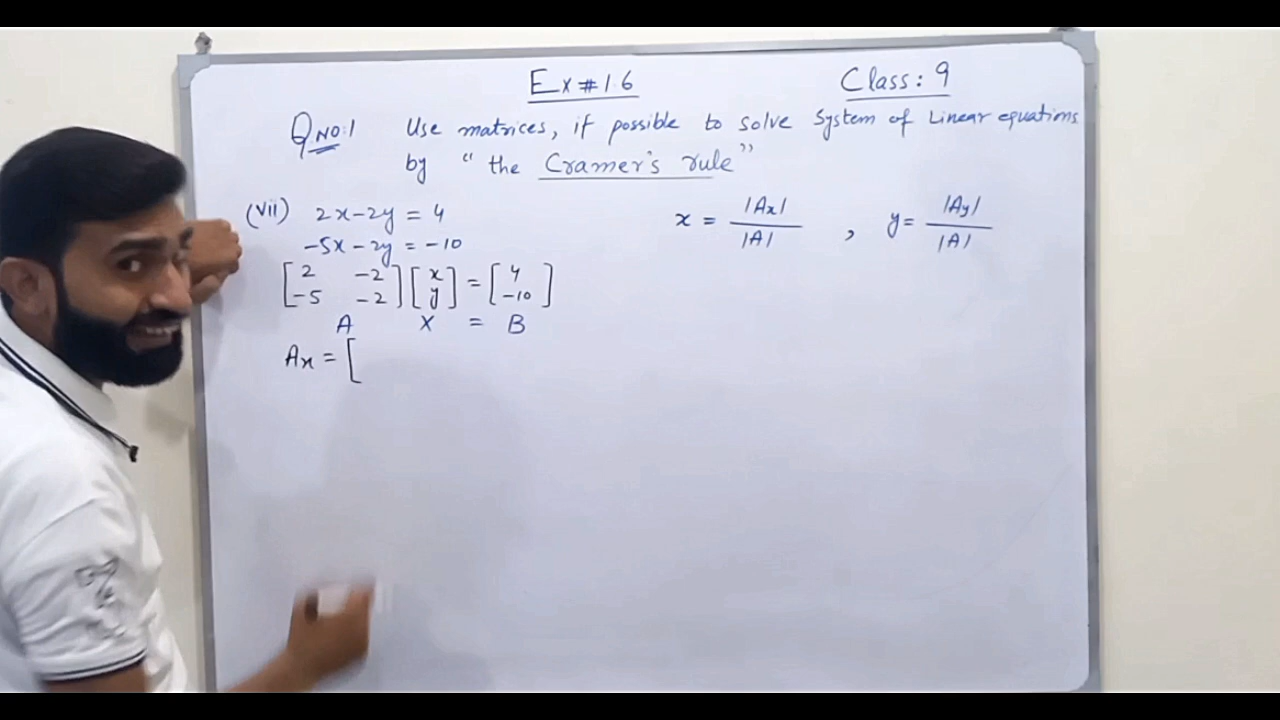 Ex # 1.6 Class: 9
Q NO:1 Use matrices, if possible to solve System of Linear equations
by "the Cramer's rule"
(vii) 2x-2y = 4
-5x-2y = -10
x = |Ax| / |A| , y = |Ay| / |A|
[2 -2 -5 -2] [x y] = [4 -10]
A X = B
Ax = [